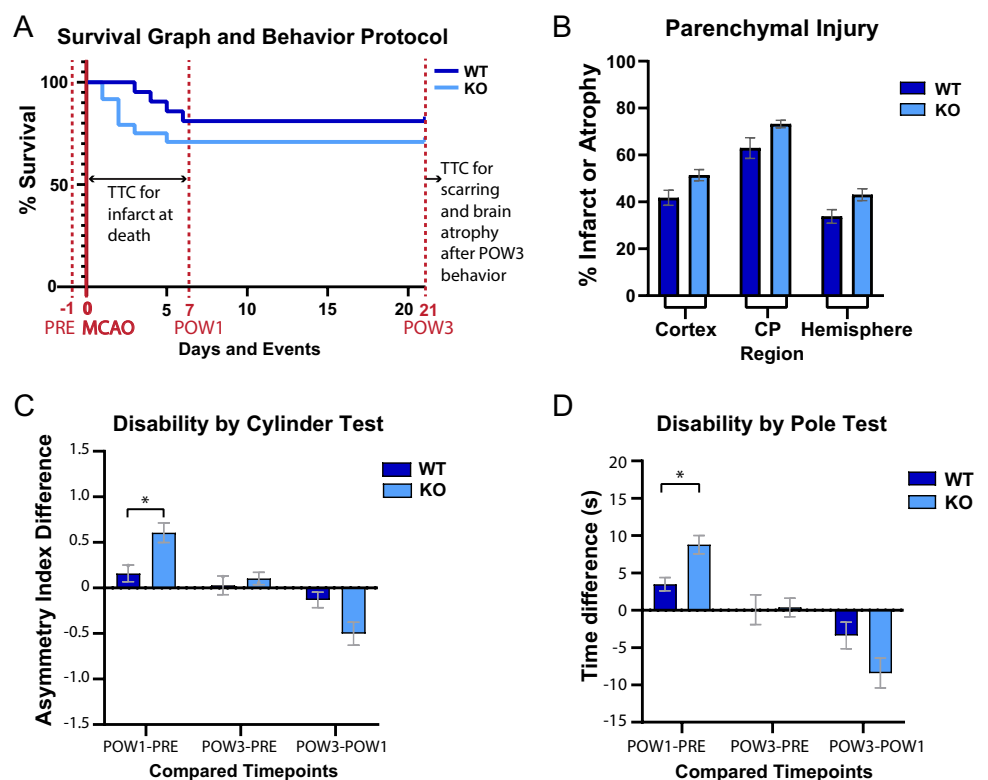 A
Survival Graph and Behavior Protocol
WT
KO
% Survival
100
50
0
TTC for
infarct at
death
TTC for
scarring
and brain
atrophy
after POW3
behavior
5
10
15
20
-1
0
7
21
PRE
MCAO
POW1
POW3
Days and Events
B
Parenchymal Injury
WT
KO
% Infarct or Atrophy
100
80
60
40
20
0
Cortex
CP
Hemisphere
Region
C
Disability by Cylinder Test
WT
KO
Asymmetry Index Difference
1.5
1.0
0.5
0
-0.5
-1.0
-1.5
*
POW1-PRE
POW3-PRE
POW3-POW1
Compared Timepoints
D
Disability by Pole Test
WT
KO
Time difference (s)
20
15
10
5
0
-5
-10
-15
*
POW1-PRE
POW3-PRE
POW3-POW1
Compared Timepoints